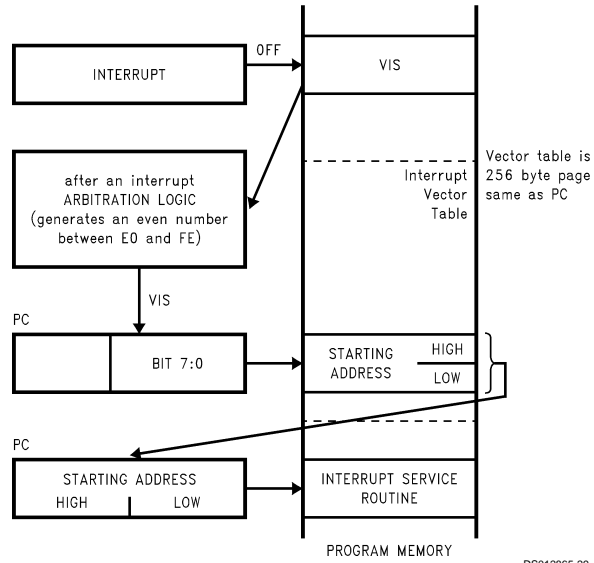 0FF
INTERRUPT
VIS
after an interrupt
ARBITRATION LOGIC
(generates an even number
between E0 and FE)
Interrupt
Vector
Table
Vector table is
256 byte page
same as PC
VIS
PC
BIT 7:0
STARTING
ADDRESS
HIGH
LOW
PC
STARTING ADDRESS
HIGH
LOW
INTERRUPT SERVICE
ROUTINE
PROGRAM MEMORY